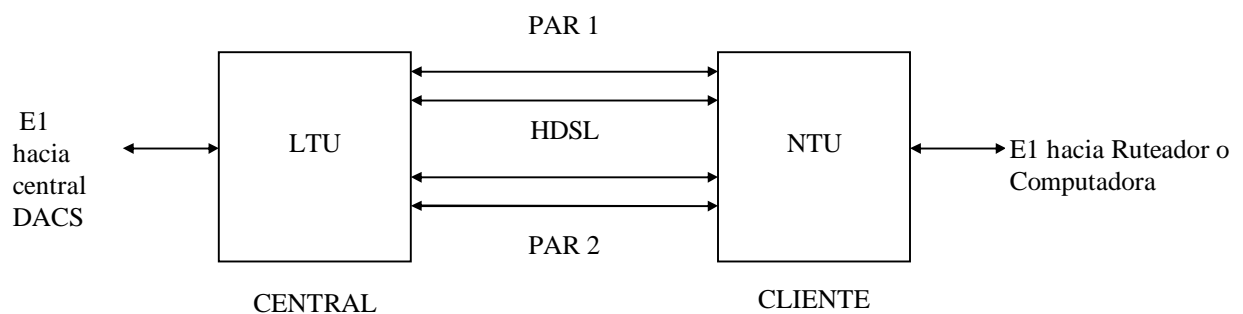 PAR 1
E1
hacia
central
DACS
LTU
HDSL
NTU
E1 hacia Ruteador o
Computadora
PAR 2
CENTRAL
CLIENTE